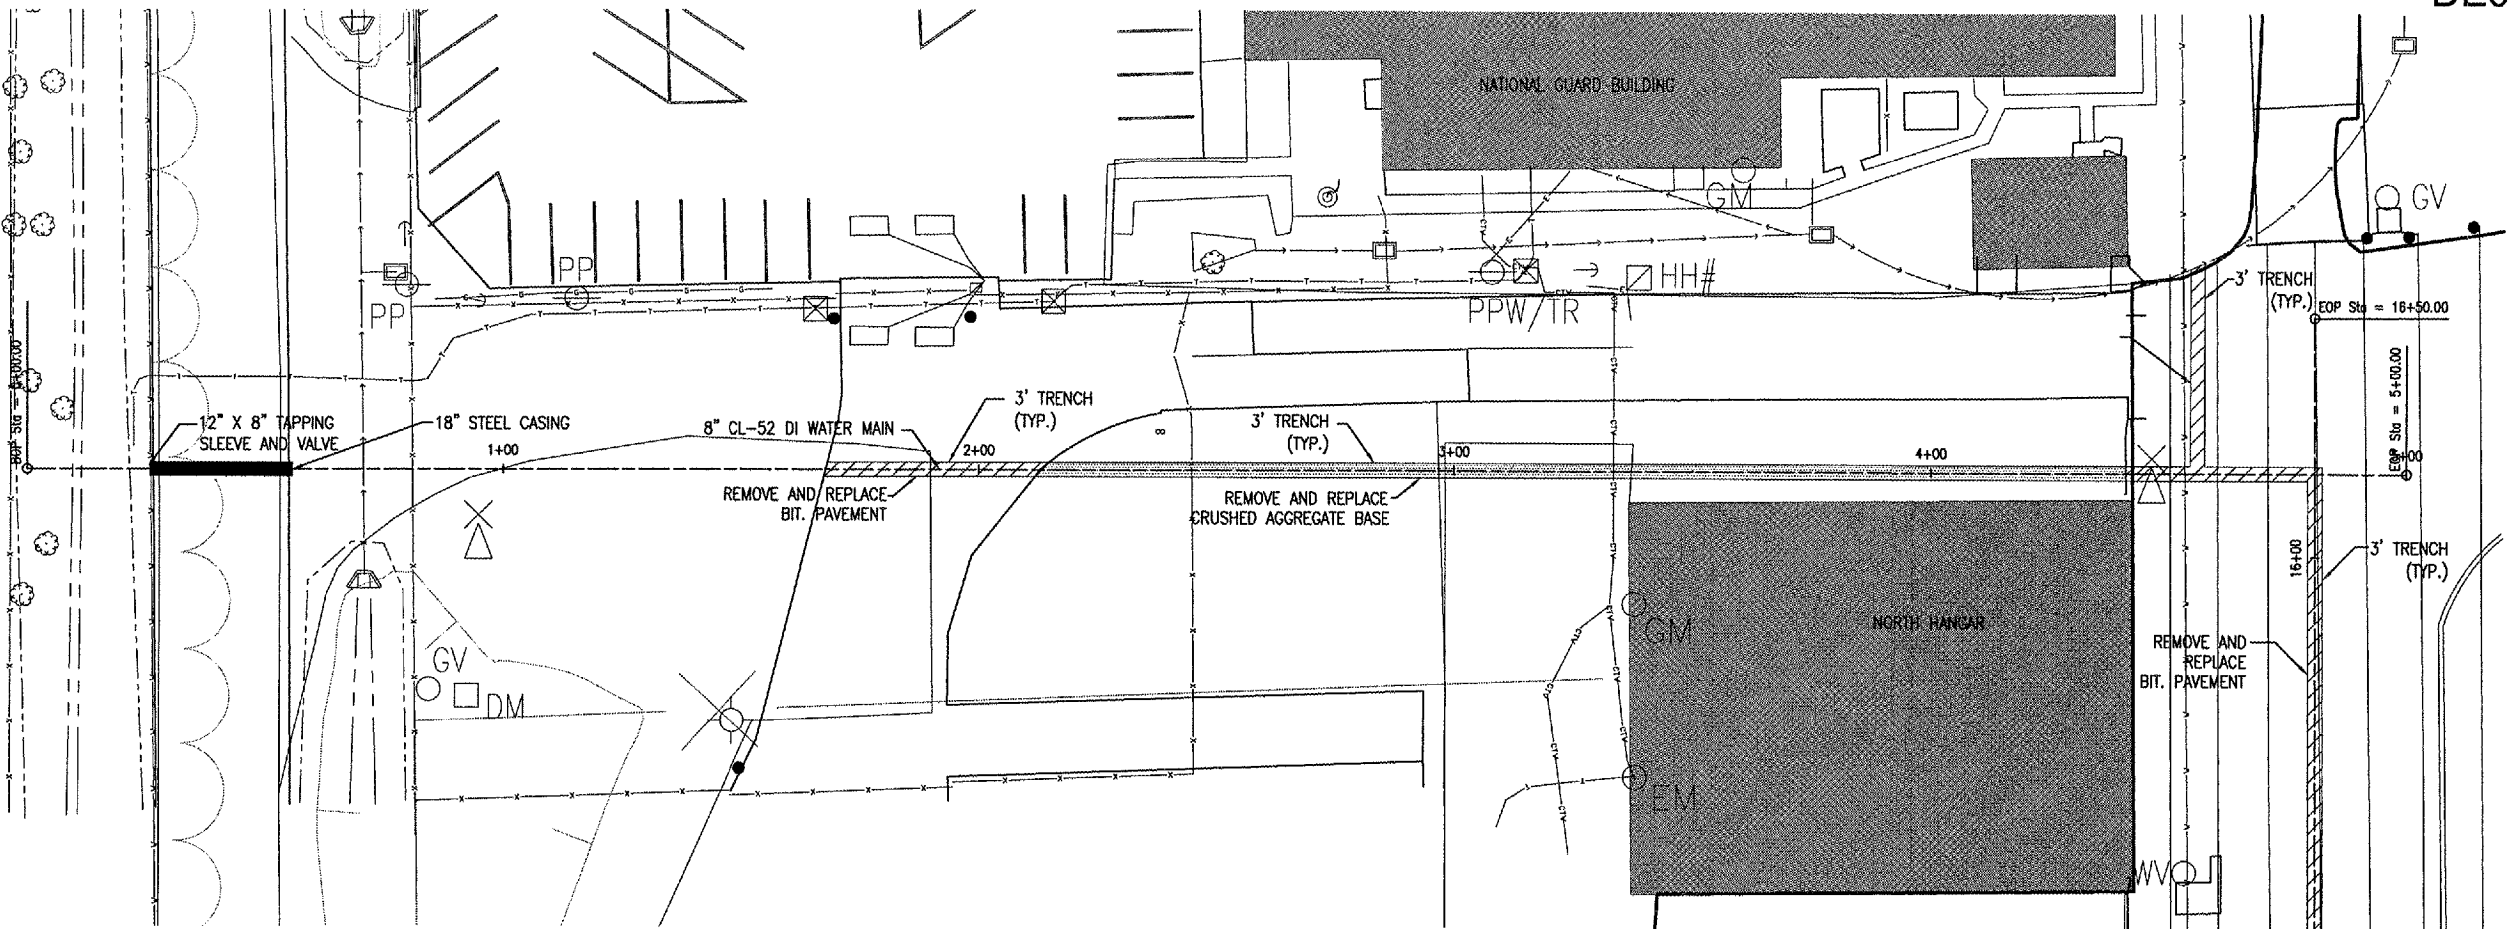 NATIONAL GUARD BUILDING
GM
GV
PP
PP
HH#
PPW/TR
3' TRENCH
(TYP.)
EOP Sta = 16+50.00
EOP Sta = 5+00.00
12" X 8" TAPPING
SLEEVE AND VALVE
18" STEEL CASING
8" CL-52 DI WATER MAIN
3' TRENCH
(TYP.)
3' TRENCH
(TYP.)
1+00
2+00
3+00
4+00
REMOVE AND REPLACE
BIT. PAVEMENT
REMOVE AND REPLACE
CRUSHED AGGREGATE BASE
16+00
3' TRENCH
(TYP.)
NORTH HANGAR
GM
REMOVE AND
REPLACE
BIT. PAVEMENT
GV
DM
EM
WV